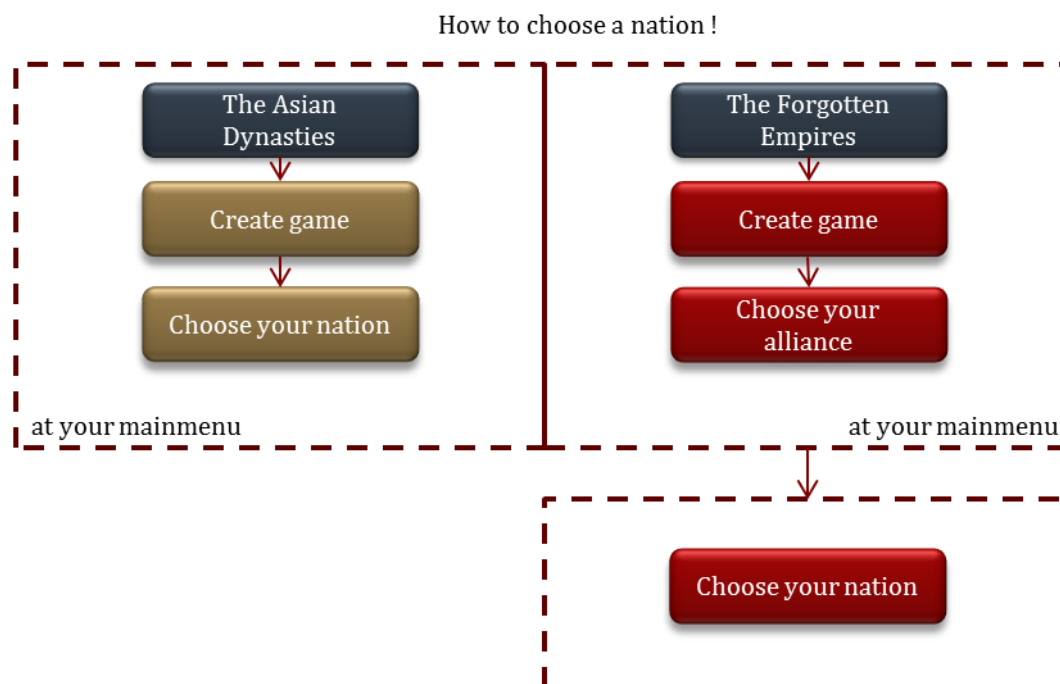 How to choose a nation !
The Asian
Dynasties
Create game
Choose your nation
at your mainmenu
The Forgotten
Empires
Create game
Choose your
alliance
at your mainmenu
Choose your nation